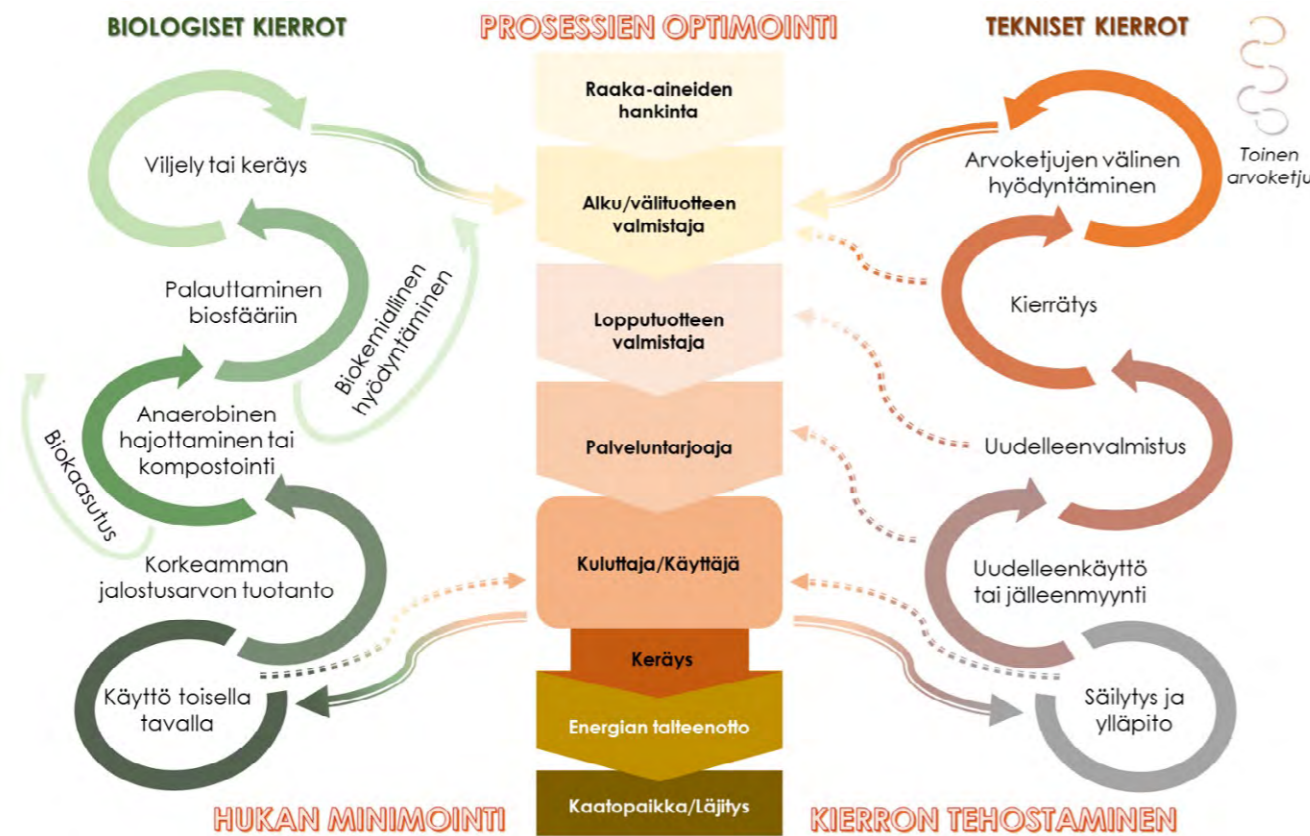 BIOLOGISET KIERROT
PROSESSIEN OPTIMOINTI
TEKNISET KIERROT
Viljely tai keräys
Palauttaminen
biosfääriin
Biokemiallinen
hyödyntäminen
Anaerobinen
hajottaminen tai
kompostointi
Biokaasutus
Korkeamman
jalostusarvon tuotanto
Käyttö toisella
tavalla
Raaka-aineiden
hankinta
Alku/välituotteen
valmistaja
Lopputuotteen
valmistaja
Palveluntarjoaja
Kuluttaja/Käyttäjä
Keräys
Energian talteenotto
Kaatopaikka/Läjitys
Arvoketjujen välinen
hyödyntäminen
Toinen
arvoketju
Kierrätys
Uudelleenvalmistus
Uudelleenkäyttö
tai jälleenmyynti
Säilytys ja
ylläpito
HUKAN MINIMOINTI
KIERRON TEHOSTAMINEN